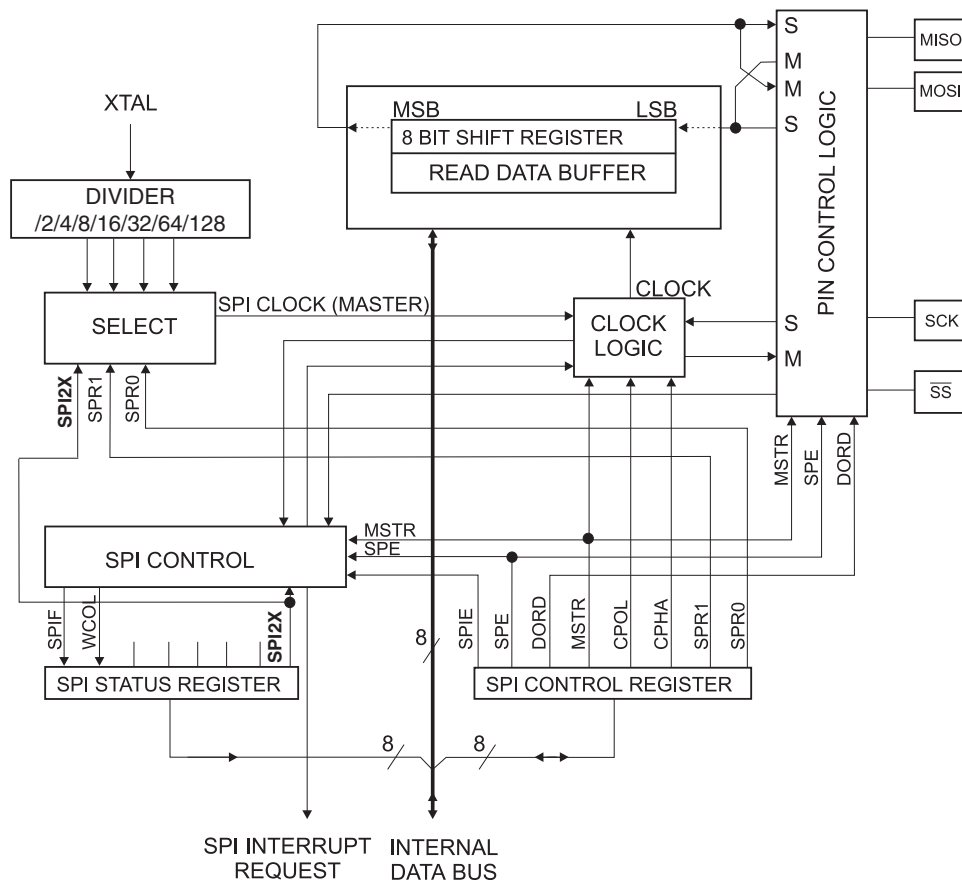 S
MISO
M
MOSI
M
S
MSB
LSB
8 BIT SHIFT REGISTER
READ DATA BUFFER
XTAL
DIVIDER
/2/4/8/16/32/64/128
PIN CONTROL LOGIC
SPI CLOCK (MASTER)
CLOCK
SELECT
CLOCK
LOGIC
S
M
SCK
SS
SPI2X
SPR1
SPR0
MSTR
SPE
DORD
MSTR
SPE
SPI CONTROL
SPIF
WCOL
SPI2X
8
SPIE
SPE
DORD
MSTR
CPOL
CPHA
SPR1
SPR0
SPI STATUS REGISTER
SPI CONTROL REGISTER
8
8
SPI INTERRUPT
REQUEST
INTERNAL
DATA BUS